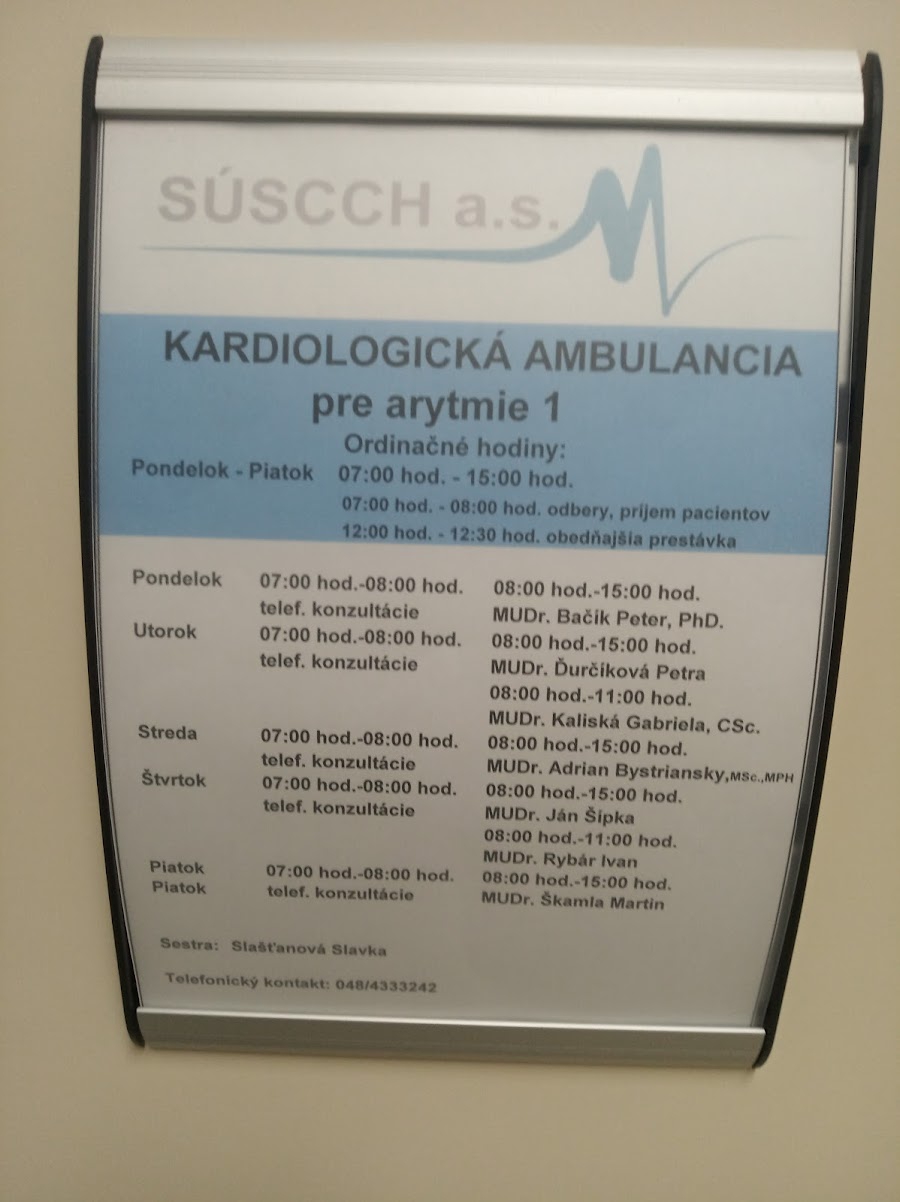 SÚSCCH a.s.
KARDIOLOGICKÁ AMBULANCIA
pre arytmie 1
Ordinačné hodiny:
Pondelok - Piatok 07:00 hod. - 15:00 hod.
07:00 hod. - 08:00 hod. odbery, príjem pacientov
12:00 hod. - 12:30 hod. obedňajšia prestávka
Pondelok 07:00 hod.-08:00 hod. 08:00 hod.-15:00 hod.
telef. konzultácie MUDr. Bačík Peter, PhD.
Utorok 07:00 hod.-08:00 hod. 08:00 hod.-15:00 hod.
telef. konzultácie MUDr. Ďurčíková Petra
08:00 hod.-11:00 hod.
MUDr. Kaliská Gabriela, CSc.
Streda 07:00 hod.-08:00 hod. 08:00 hod.-15:00 hod.
telef. konzultácie MUDr. Adrian Bystriansky,MSc.,MPH
Štvrtok 07:00 hod.-08:00 hod. 08:00 hod.-15:00 hod.
telef. konzultácie MUDr. Ján Šipka
08:00 hod.-11:00 hod.
MUDr. Rybár Ivan
Piatok 07:00 hod.-08:00 hod. 08:00 hod.-15:00 hod.
Piatok telef. konzultácie MUDr. Škamla Martin
Sestra: Slašťanová Slavka
Telefonický kontakt: 048/4333242